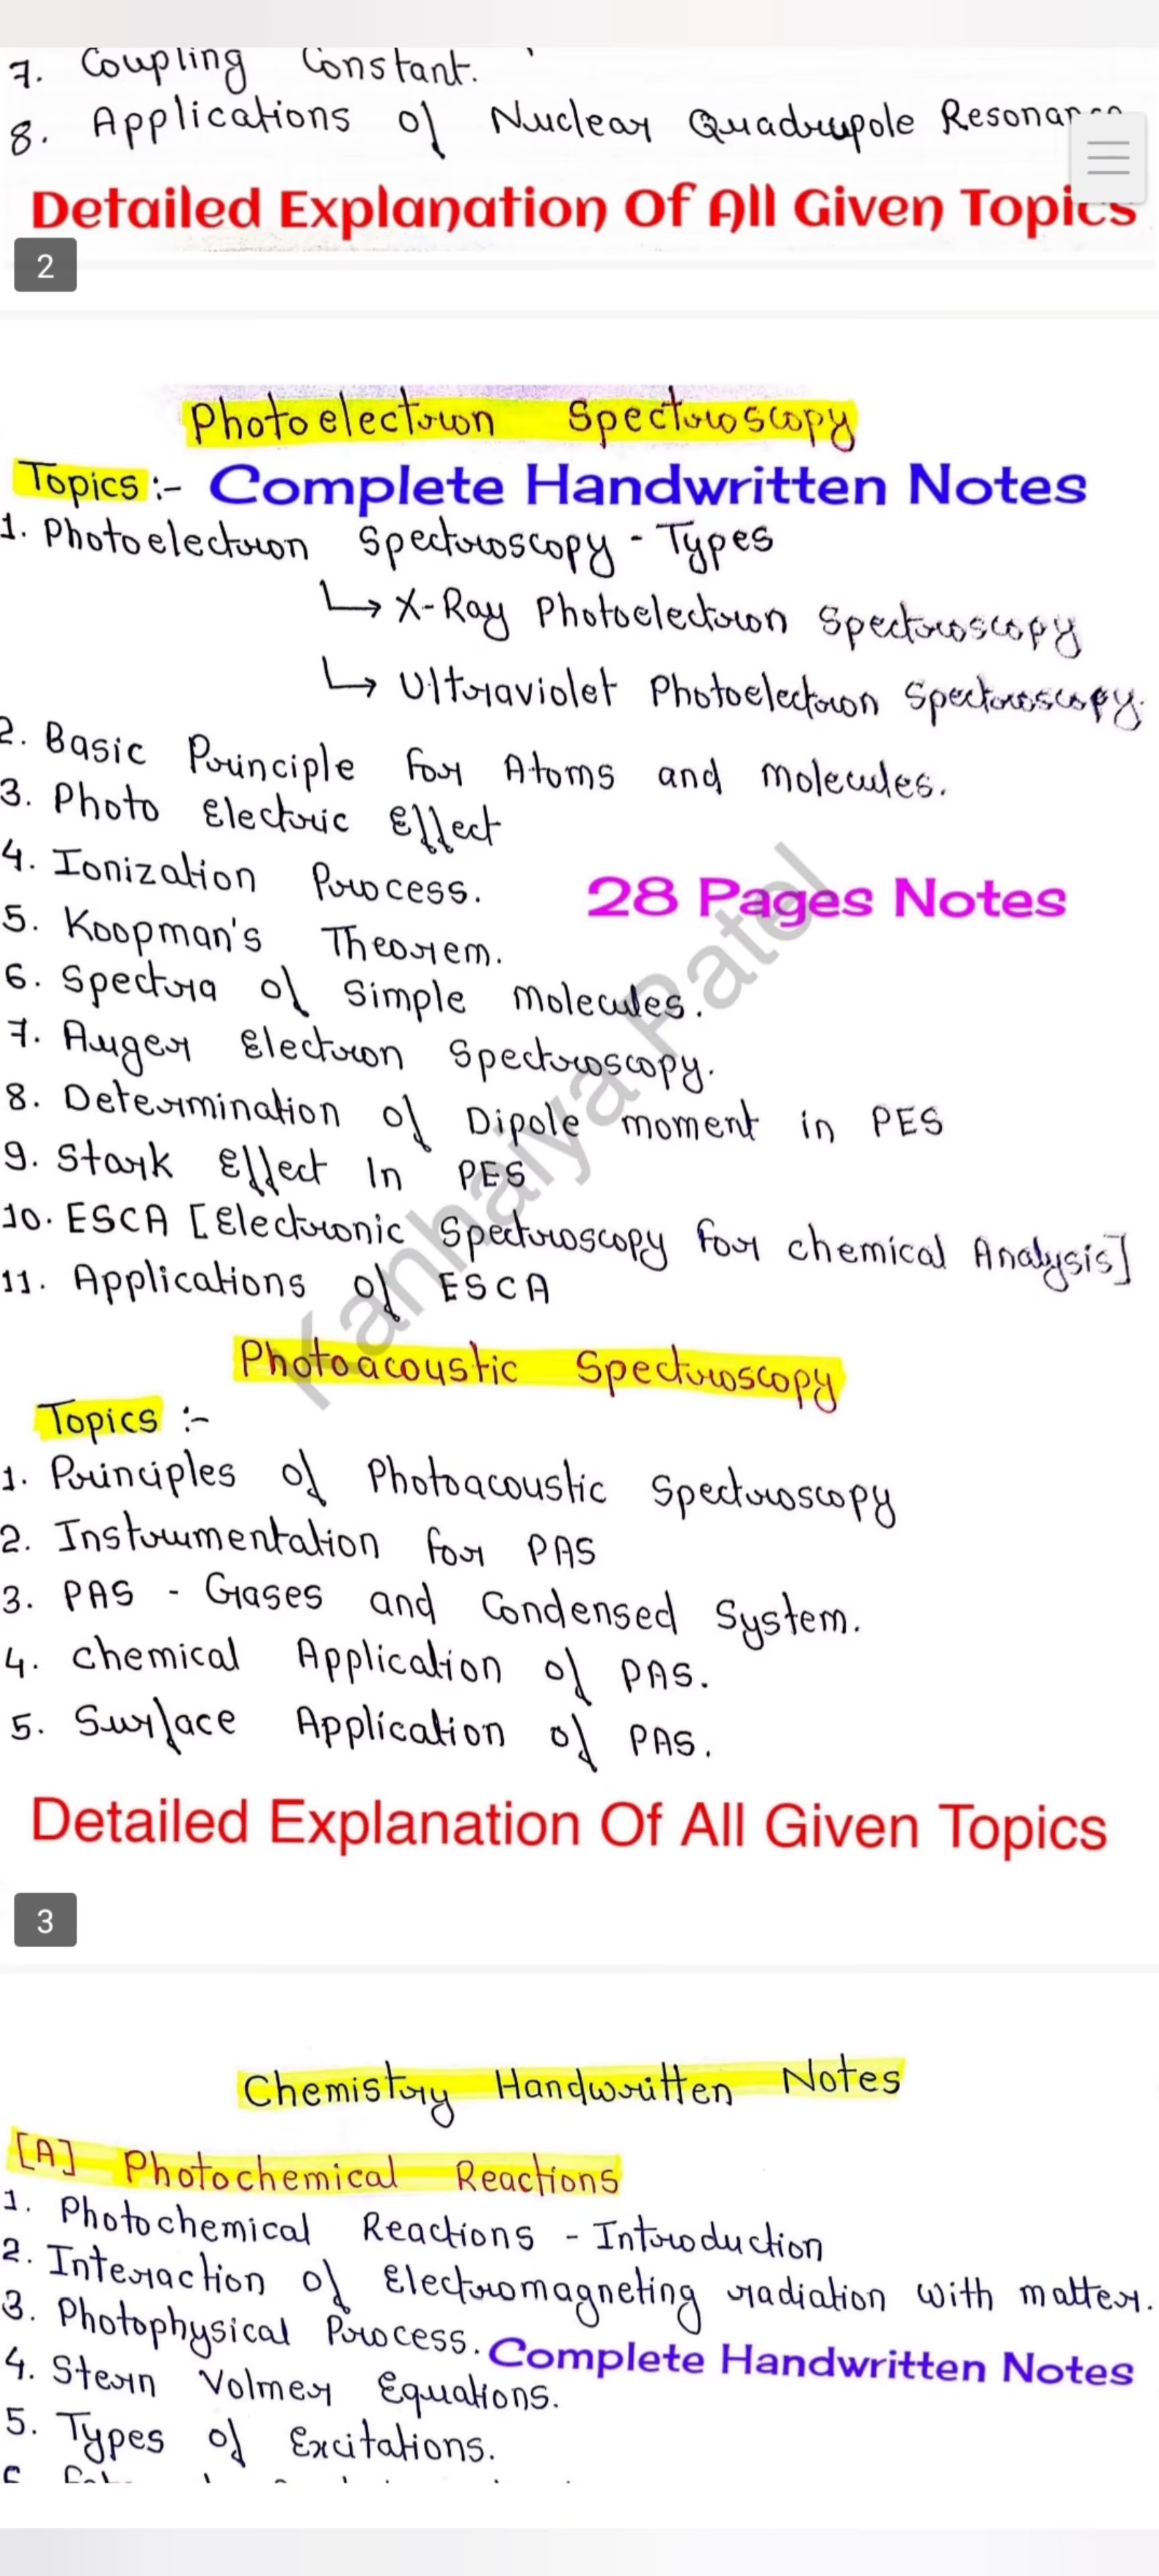 7. Coupling Constant.
8. Applications of Nuclear Quadrupole
Detailed Explanation Of All Given Topics
2
Photoelectron Spectroscopy
Topics :- Complete Handwritten Notes
1. Photoelectron Spectroscopy - Types
↳ X-Ray Photoelectron Spectroscopy
↳ Ultraviolet Photoelectron Spectroscopy.
2. Basic Principle for Atoms and molecules.
3. Photo Electric Effect
4. Ionization Process.
28 Pages Notes
5. Koopman's Theorem.
6. Spectra of Simple molecules.
7. Auger Electron Spectroscopy.
8. Determination of Dipole moment in PES
9. Stark Effect In PES
10. ESCA [Electronic Spectroscopy for chemical Analysis]
11. Applications of ESCA
Kanhaiya Patel
Photoacoustic Spectroscopy
Topics :-
1. Principles of Photoacoustic Spectroscopy
2. Instrumentation for PAS
3. PAS - Gases and Condensed System.
4. Chemical Application of PAS.
5. Surface Application of PAS.
Detailed Explanation Of All Given Topics
3
Chemistry Handwritten Notes
[A] Photochemical Reactions
1. Photochemical Reactions - Introduction
2. Interaction of Electromagneting radiation with matter.
3. Photophysical Process.
Complete Handwritten Notes
4. Stern Volmer Equations.
5. Types of Excitations.